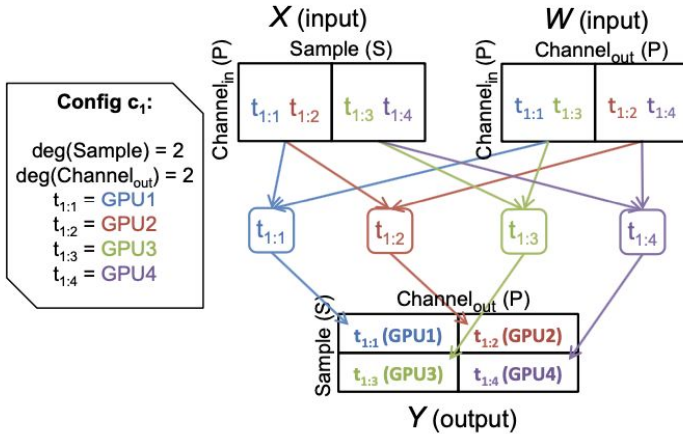 X (input)
W (input)
Sample (S)
Channel_out (P)
Channel_in (P)
t_1:1 t_1:2
t_1:3 t_1:4
Channel_in (P)
t_1:1 t_1:3
t_1:2 t_1:4
Config c_1:
deg(Sample) = 2
deg(Channel_out) = 2
t_1:1 = GPU1
t_1:2 = GPU2
t_1:3 = GPU3
t_1:4 = GPU4
t_1:1
t_1:2
t_1:3
t_1:4
Channel_out (P)
Sample (S)
t_1:1 (GPU1)
t_1:2 (GPU2)
t_1:3 (GPU3)
t_1:4 (GPU4)
Y (output)